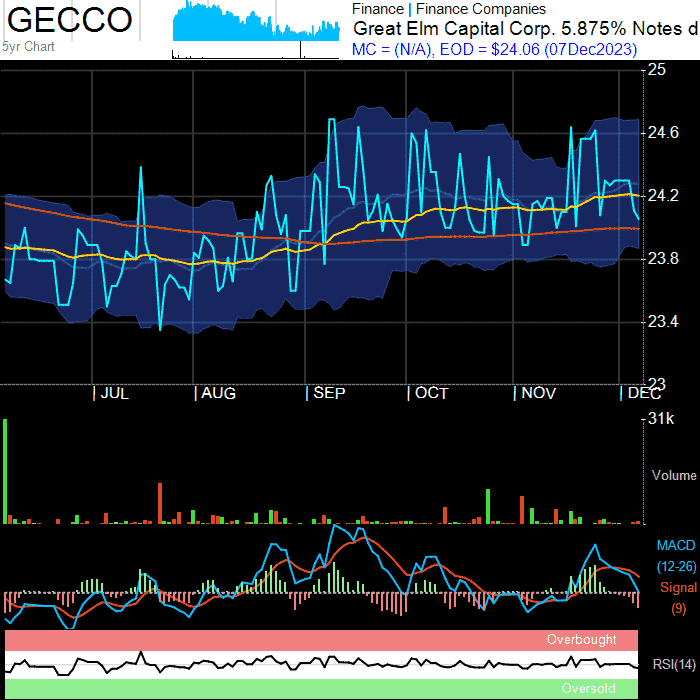 GECCO
Finance | Finance Companies
Great Elm Capital Corp. 5.875% Notes d
5yr Chart
MC = (N/A), EOD = $24.06 (07Dec2023)
25
24.6
24.2
23.8
23.4
23
JUL AUG SEP OCT NOV DEC
31k
Volume
MACD
(12-26)
Signal
(9)
Overbought
RSI(14)
Oversold